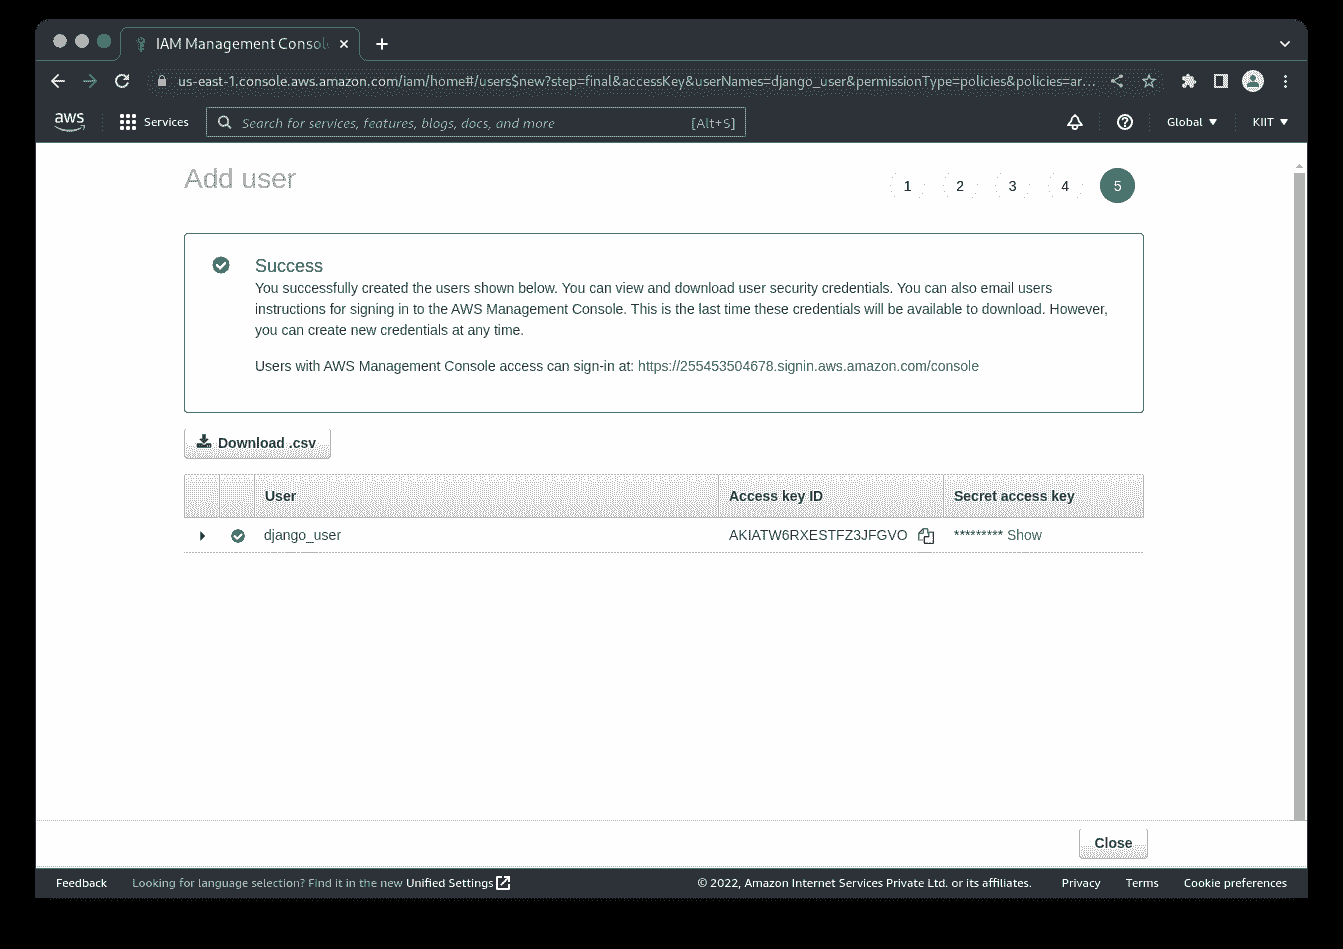 IAM Management Consol
us-east-1.console.aws.amazon.com/iam/home#/users$new?step=final&accessKey&userNames=django_user&permissionType=policies&policies=ar...
aws Services Search for services, features, blogs, docs, and more [Alt+S] Global KIIT
Add user 1 2 3 4 5
Success
You successfully created the users shown below. You can view and download user security credentials. You can also email users
instructions for signing in to the AWS Management Console. This is the last time these credentials will be available to download. However,
you can create new credentials at any time.
Users with AWS Management Console access can sign-in at: https://255453504678.signin.aws.amazon.com/console
Download .csv
User Access key ID Secret access key
django_user AKIATW6RXESTFZ3JFGVO ********* Show
Close
Feedback Looking for language selection? Find it in the new Unified Settings © 2022, Amazon Internet Services Private Ltd. or its affiliates. Privacy Terms Cookie preferences